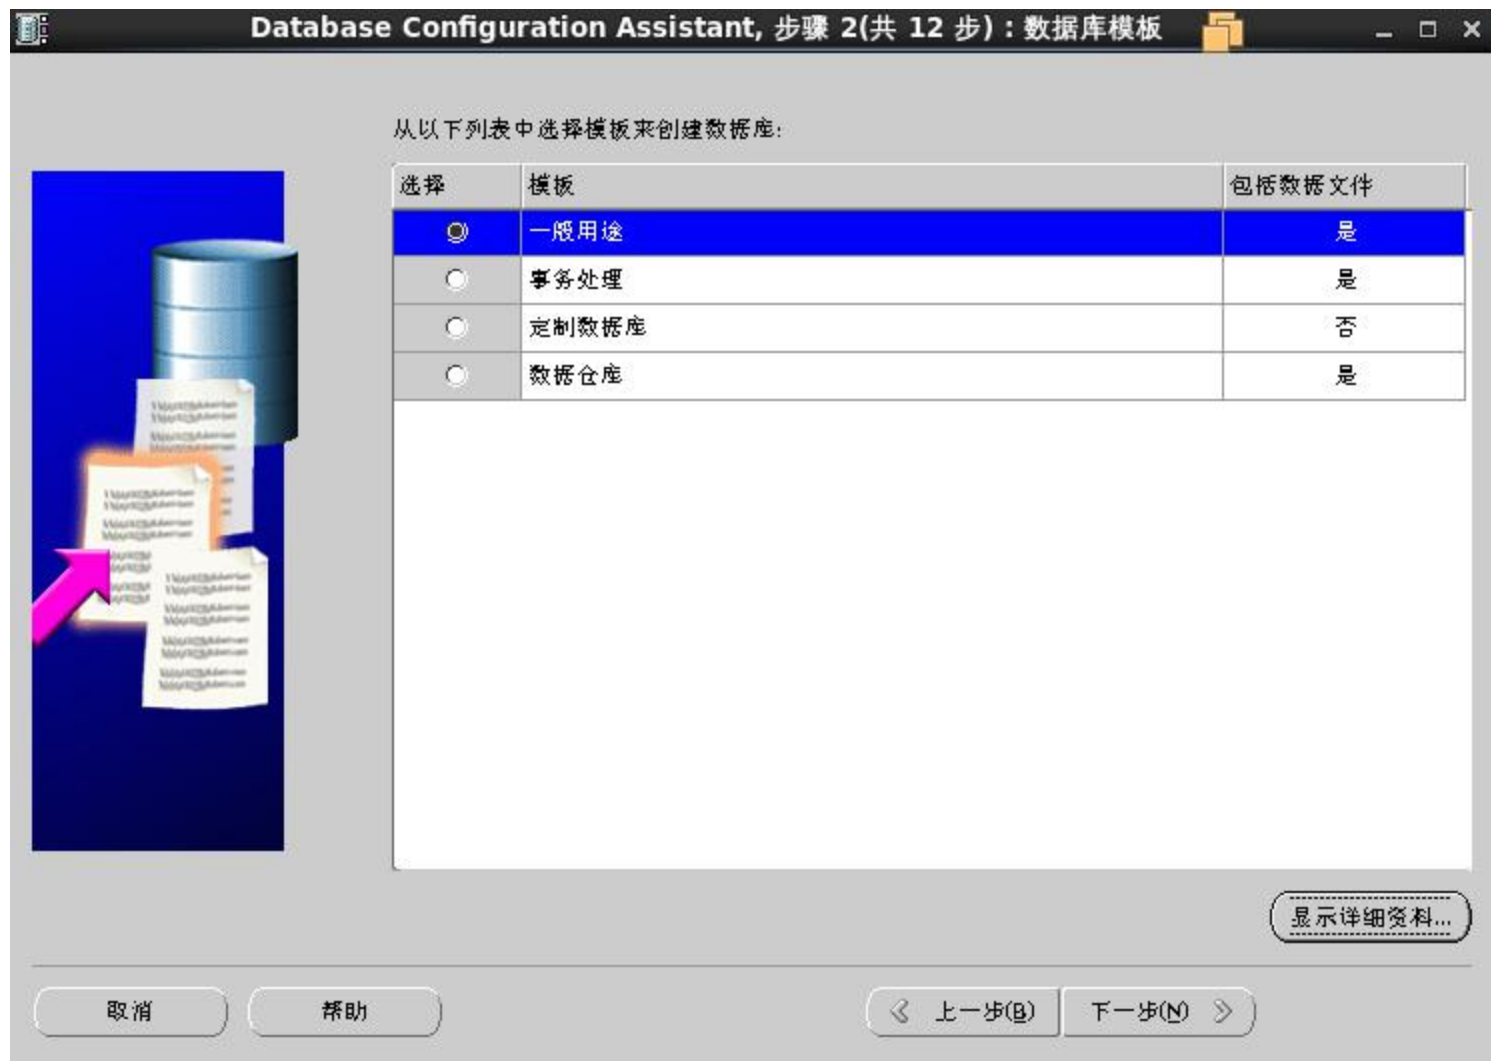 Database Configuration Assistant, 步骤 2(共 12 步) : 数据库模板
从以下列表中选择模板来创建数据库:
选择 模板 包括数据文件
一般用途 是
事务处理 是
定制数据库 否
数据仓库 是
显示详细资料...
取消 帮助 上一步(B) 下一步(N)